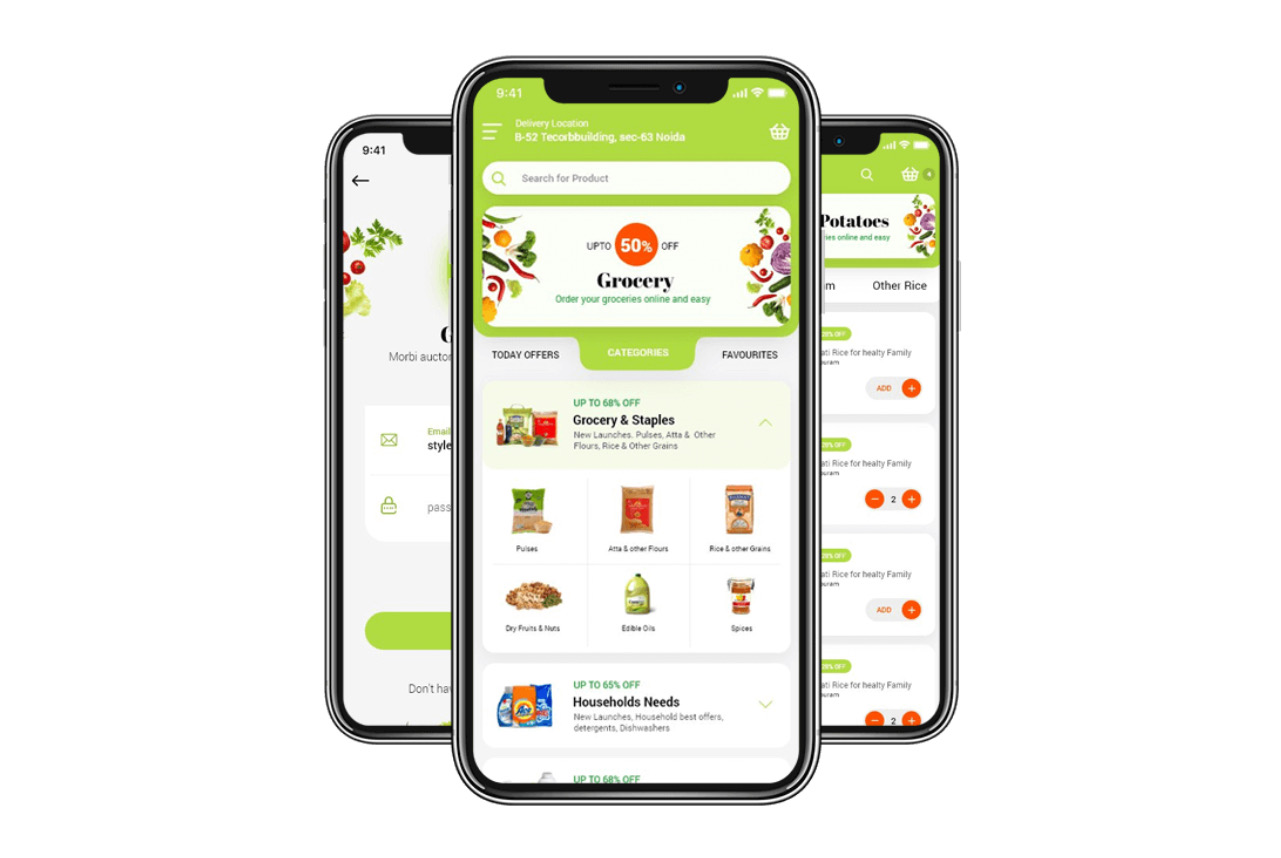 9:41
G
Morbi auctor
Email
style
pass
Don't hav
9:41
Delivery Location
B-52 Tecorbbuilding, sec-63 Noida
Search for Product
UPTO 50% OFF
Grocery
Order your groceries online and easy
TODAY OFFERS
CATEGORIES
FAVOURITES
UP TO 68% OFF
Grocery & Staples
New Launches, Pulses, Atta & Other
Flours, Rice & Other Grains
Pulses
Atta & other Flours
Rice & other Grains
Dry Fruits & Nuts
Edible Oils
Spices
UP TO 65% OFF
Households Needs
New Launches, Household best offers,
detergents, Dishwashers
UP TO 68% OFF
4
Potatoes
ries online and easy
m
Other Rice
20% OFF
ati Rice for healty Family
uram
ADD +
20% OFF
ati Rice for healty Family
uram
− 2 +
20% OFF
ati Rice for healty Family
uram
ADD +
20% OFF
ati Rice for healty Family
uram
− 2 +